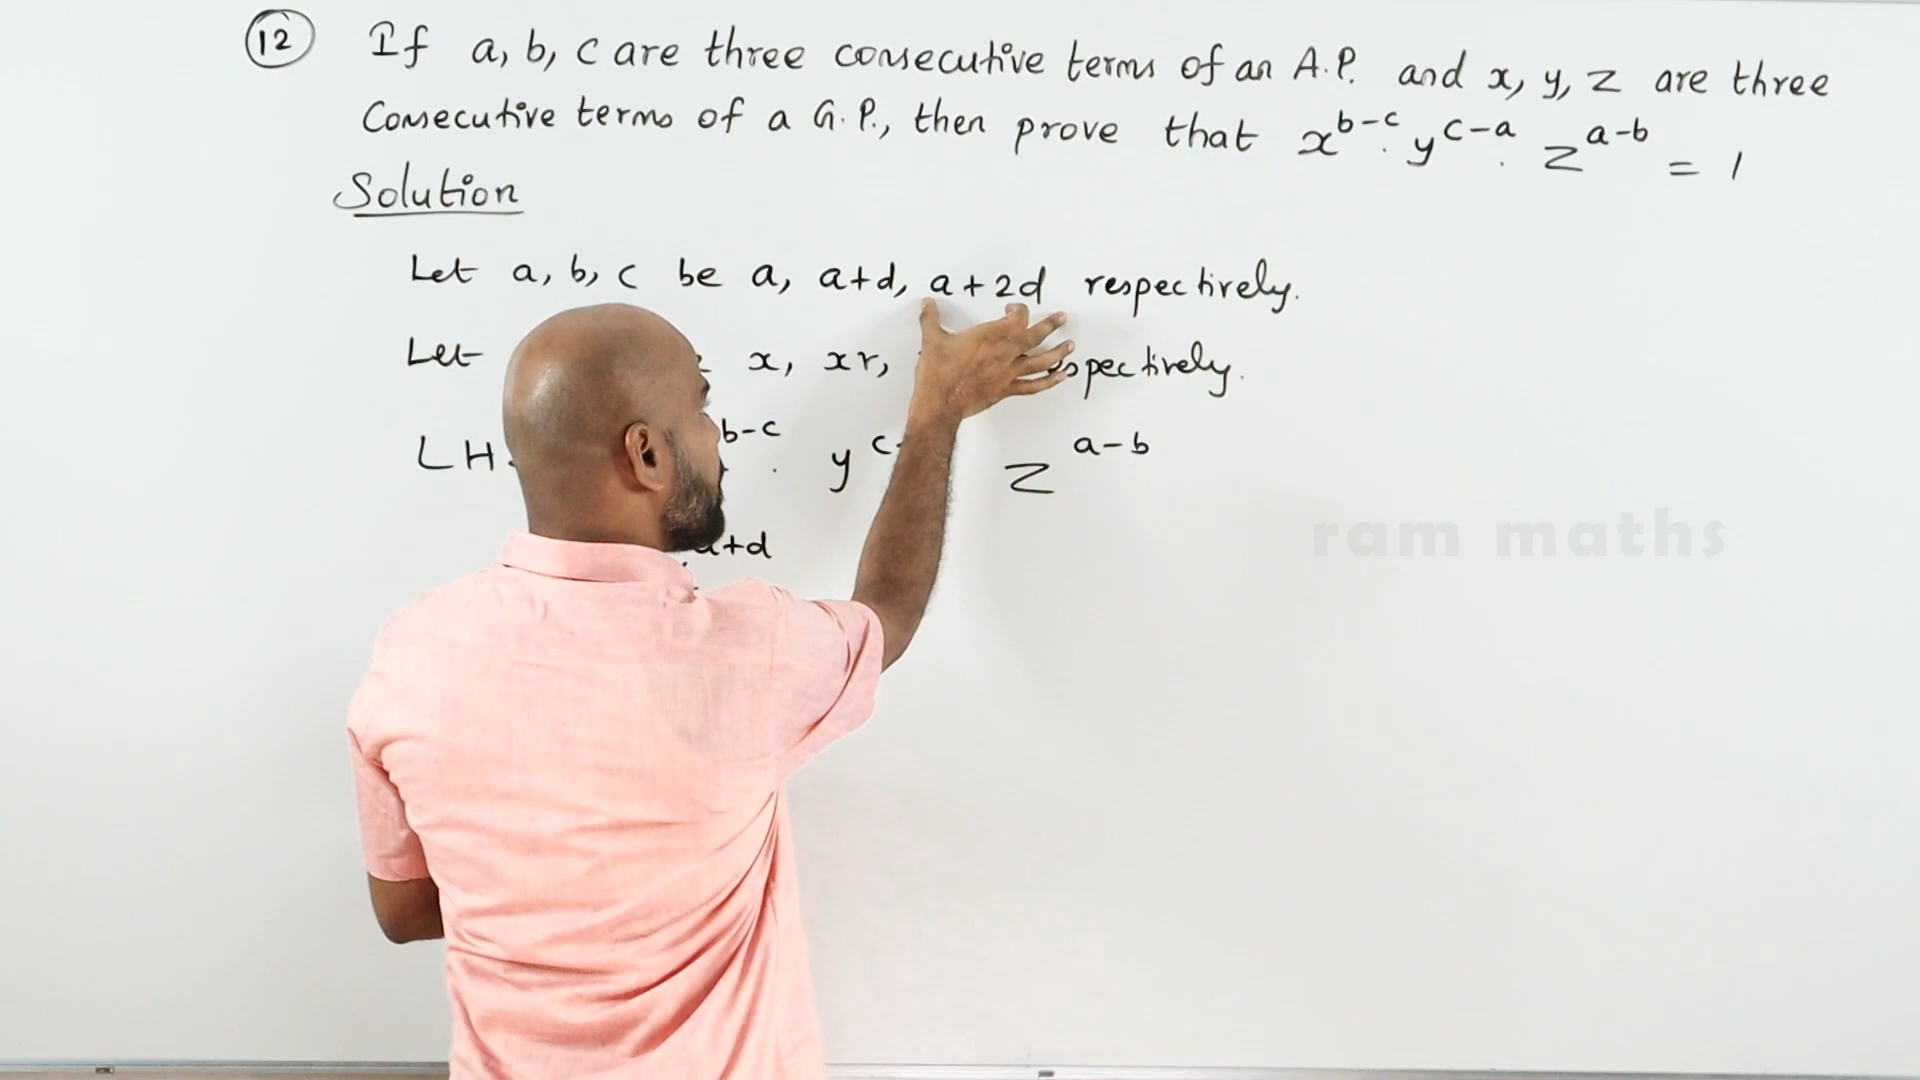 12 If a, b, c are three consecutive terms of an A.P. and x, y, z are three
Consecutive terms of a G.P., then prove that x^{b-c} . y^{c-a} . z^{a-b} = 1
Solution
Let a, b, c be a, a+d, a+2d respectively.
Let x, xr, respectively.
LH b-c . y z^{a-b}
a+d
ram maths